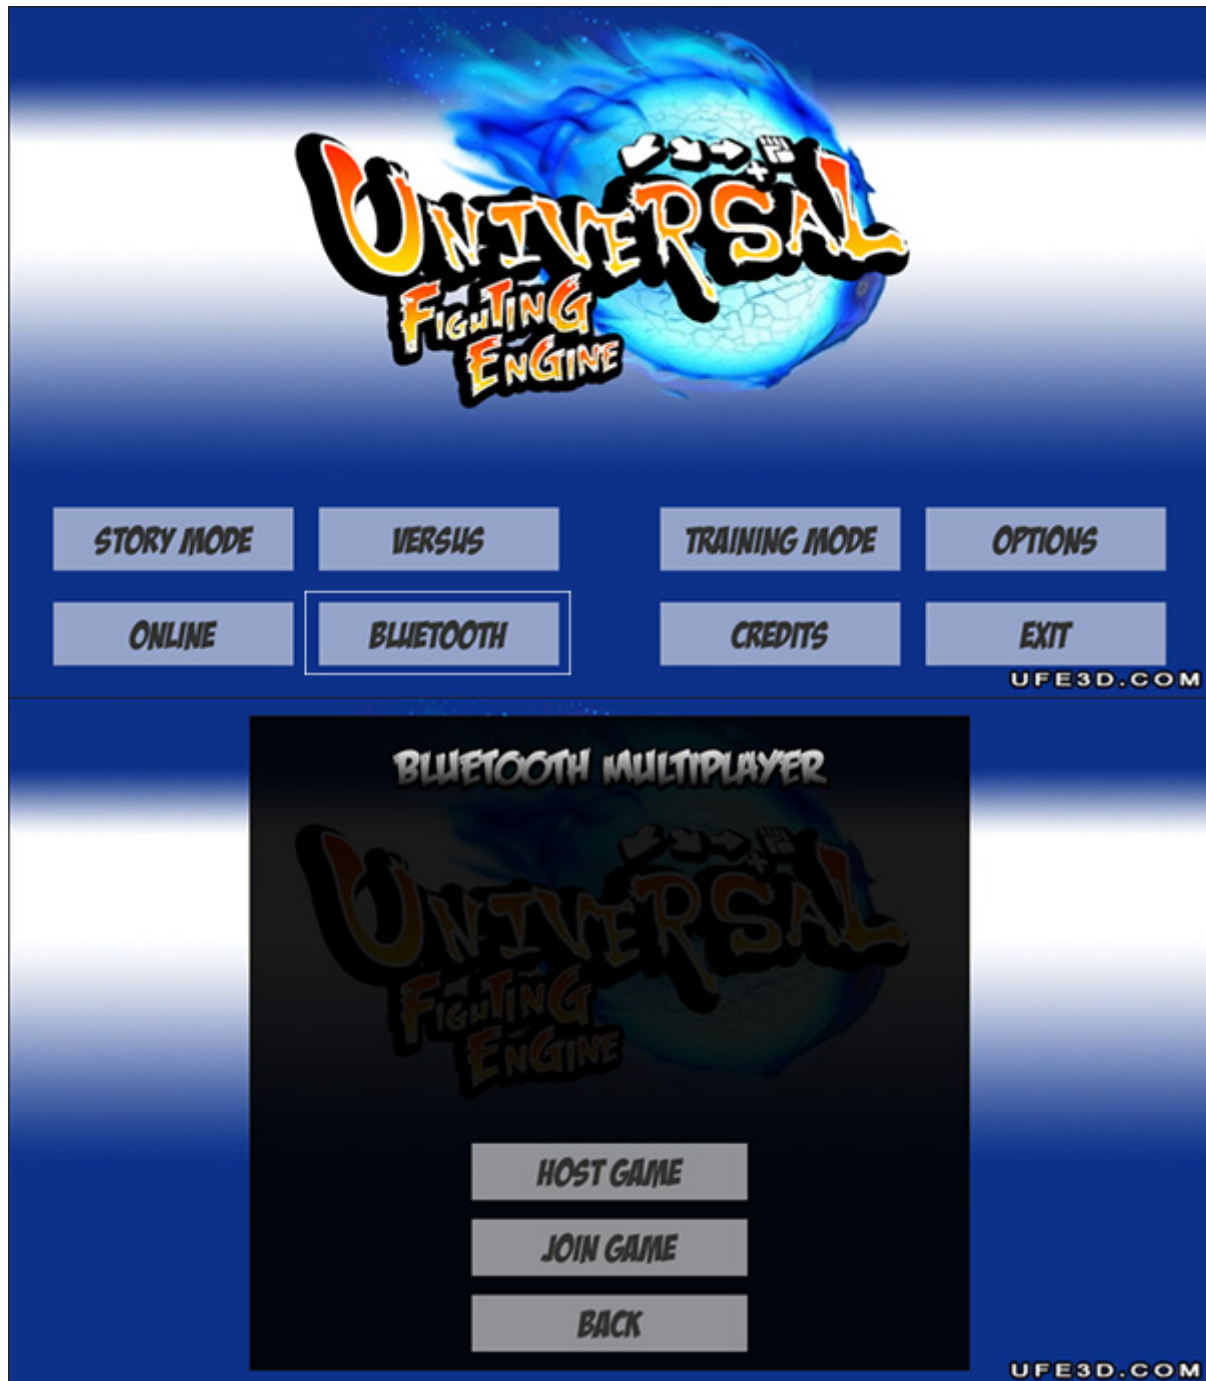 UNIVERSAL
FIGHTING
ENGINE
STORY MODE VERSUS TRAINING MODE OPTIONS
ONLINE BLUETOOTH CREDITS EXIT
UFE3D.COM
BLUETOOTH MULTIPLAYER
UNIVERSAL
FIGHTING
ENGINE
HOST GAME
JOIN GAME
BACK
UFE3D.COM